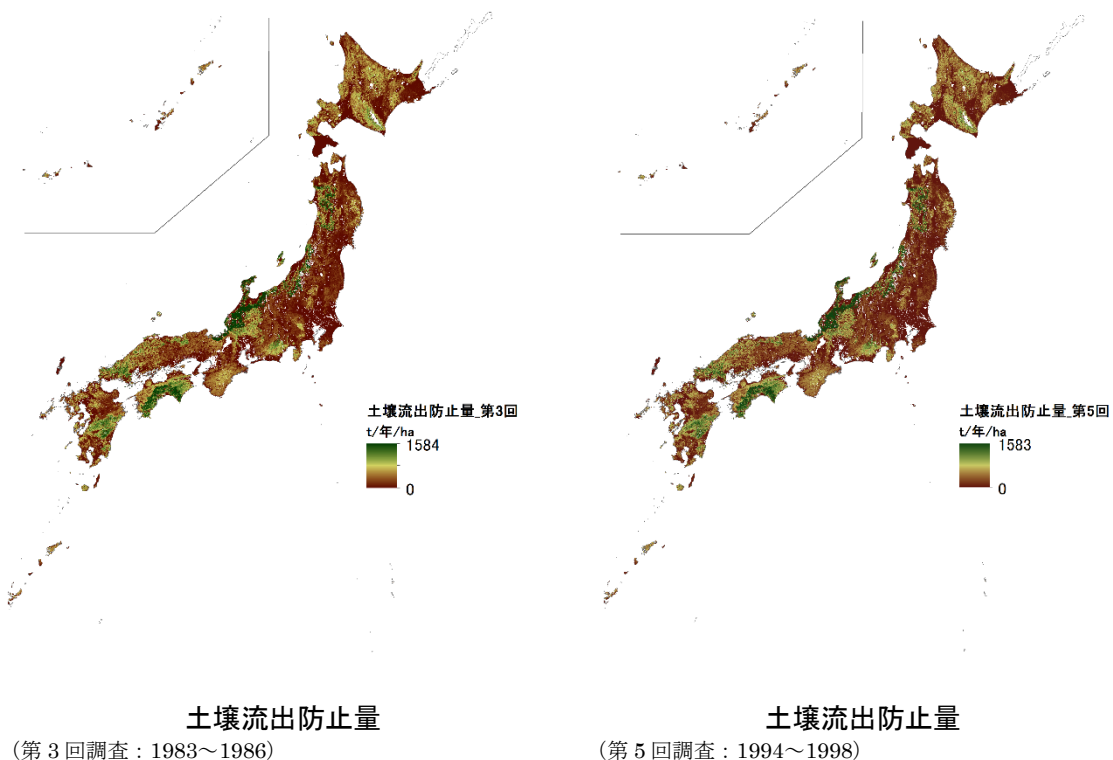 土壌流出防止量_第3回
t/年/ha
1584
0
土壌流出防止量
(第 3 回調査：1983～1986)
土壌流出防止量_第5回
t/年/ha
1583
0
土壌流出防止量
(第 5 回調査：1994～1998)